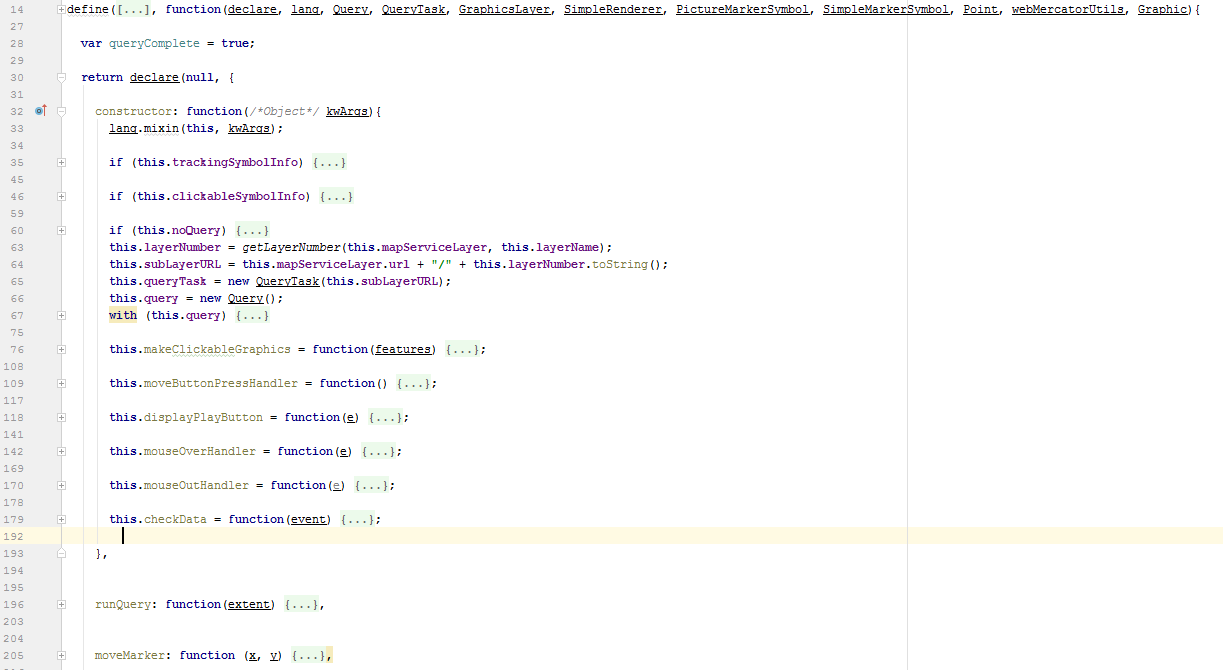 14 define([...], function(declare, lang, Query, QueryTask, GraphicsLayer, SimpleRenderer, PictureMarkerSymbol, SimpleMarkerSymbol, Point, webMercatorUtils, Graphic){
27
28 var queryComplete = true;
29
30 return declare(null, {
31
32 constructor: function(/*Object*/ kwArgs){
33 lang.mixin(this, kwArgs);
34
35 if (this.trackingSymbolInfo) {...}
45
46 if (this.clickableSymbolInfo) {...}
59
60 if (this.noQuery) {...}
63 this.layerNumber = getLayerNumber(this.mapServiceLayer, this.layerName);
64 this.subLayerURL = this.mapServiceLayer.url + "/" + this.layerNumber.toString();
65 this.queryTask = new QueryTask(this.subLayerURL);
66 this.query = new Query();
67 with (this.query) {...}
75
76 this.makeClickableGraphics = function(features) {...};
108
109 this.moveButtonPressHandler = function() {...};
117
118 this.displayPlayButton = function(e) {...};
141
142 this.mouseOverHandler = function(e) {...};
169
170 this.mouseOutHandler = function(e) {...};
178
179 this.checkData = function(event) {...};
192
193 },
194
195
196 runQuery: function(extent) {...},
203
204
205 moveMarker: function (x, y) {...},